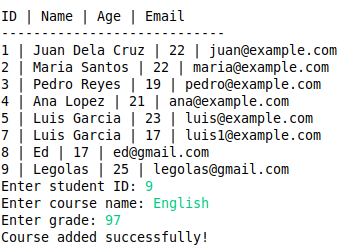 ID | Name | Age | Email
----------------------------
1 | Juan Dela Cruz | 22 | juan@example.com
2 | Maria Santos | 22 | maria@example.com
3 | Pedro Reyes | 19 | pedro@example.com
4 | Ana Lopez | 21 | ana@example.com
5 | Luis Garcia | 23 | luis@example.com
7 | Luis Garcia | 17 | luis1@example.com
8 | Ed | 17 | ed@gmail.com
9 | Legolas | 25 | legolas@gmail.com
Enter student ID: 9
Enter course name: English
Enter grade: 97
Course added successfully!